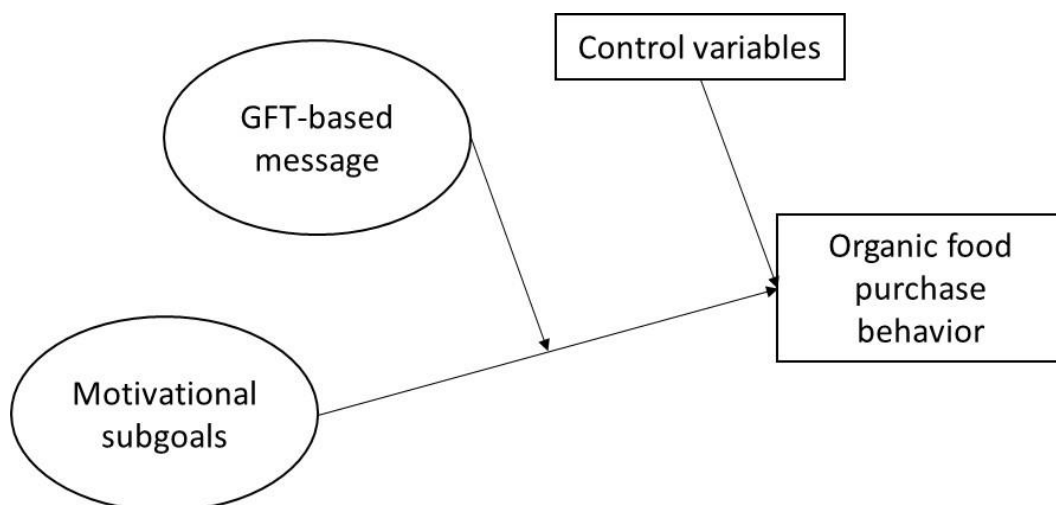 Control variables
GFT-based
message
Organic food
purchase
behavior
Motivational
subgoals